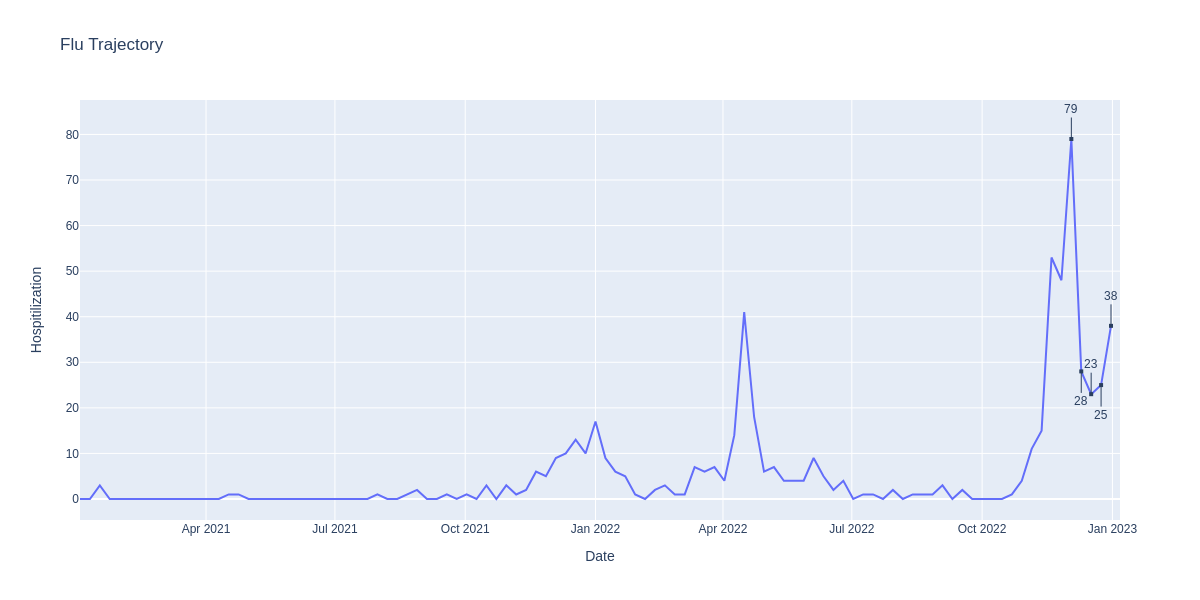 Flu Trajectory
79
80
70
60
50
40
30
20
10
0
38
23
28
25
Hospitilization
Apr 2021
Jul 2021
Oct 2021
Jan 2022
Apr 2022
Jul 2022
Oct 2022
Jan 2023
Date